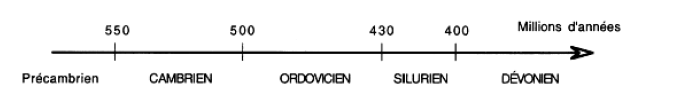 Millions d'années
550 500 430 400
Précambrien CAMBRIEN ORDOVICIEN SILURIEN DÉVONIEN